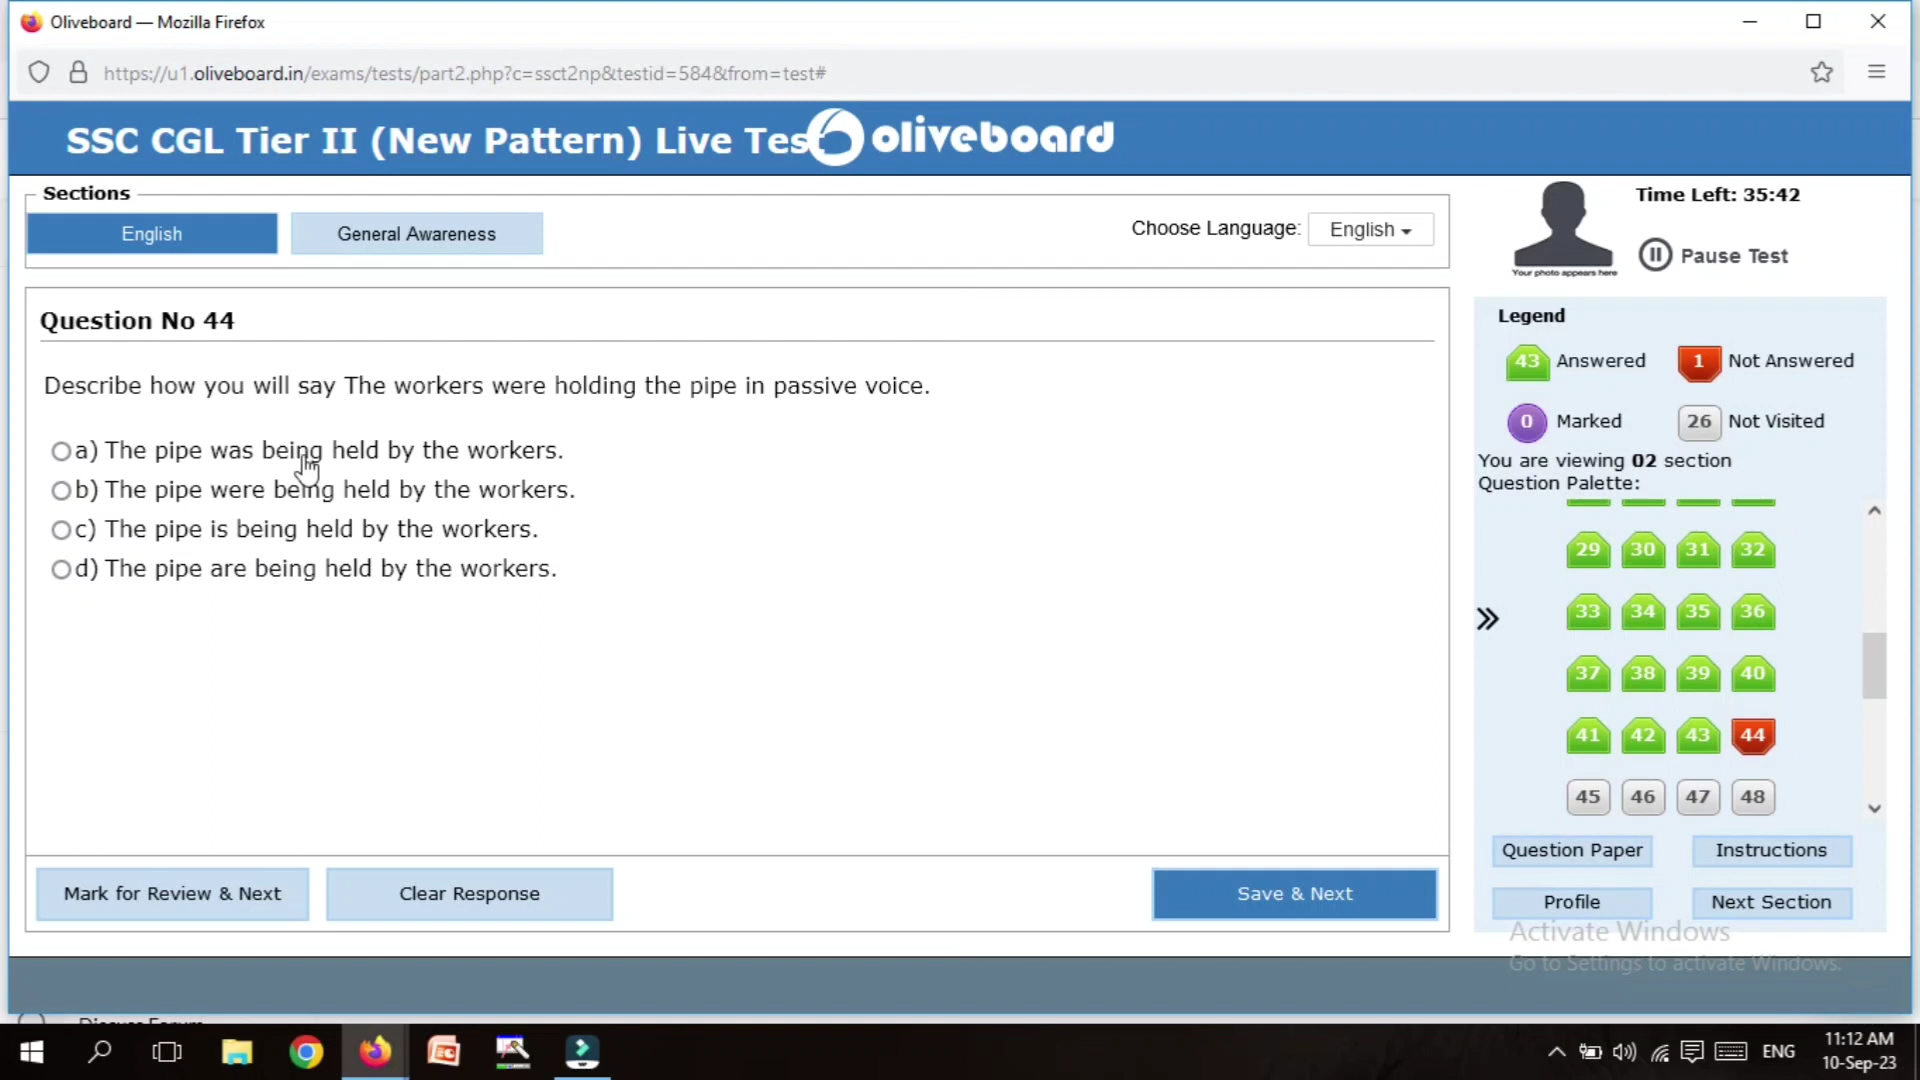 Oliveboard — Mozilla Firefox
https://u1.oliveboard.in/exams/tests/part2.php?c=ssct2np&testid=584&from=test#
SSC CGL Tier II (New Pattern) Live Tes
oliveboard
Sections
English
General Awareness
Choose Language:
English
Time Left: 35:42
Your photo appears here
Pause Test
Question No 44
Describe how you will say The workers were holding the pipe in passive voice.
a) The pipe was being held by the workers.
b) The pipe were being held by the workers.
c) The pipe is being held by the workers.
d) The pipe are being held by the workers.
Mark for Review & Next
Clear Response
Save & Next
Legend
43 Answered
1 Not Answered
0 Marked
26 Not Visited
You are viewing 02 section
Question Palette:
29 30 31 32
33 34 35 36
37 38 39 40
41 42 43 44
45 46 47 48
Question Paper
Instructions
Profile
Next Section
Activate Windows
Go to Settings to activate Windows.
Discuss Forum
ENG
11:12 AM
10-Sep-23